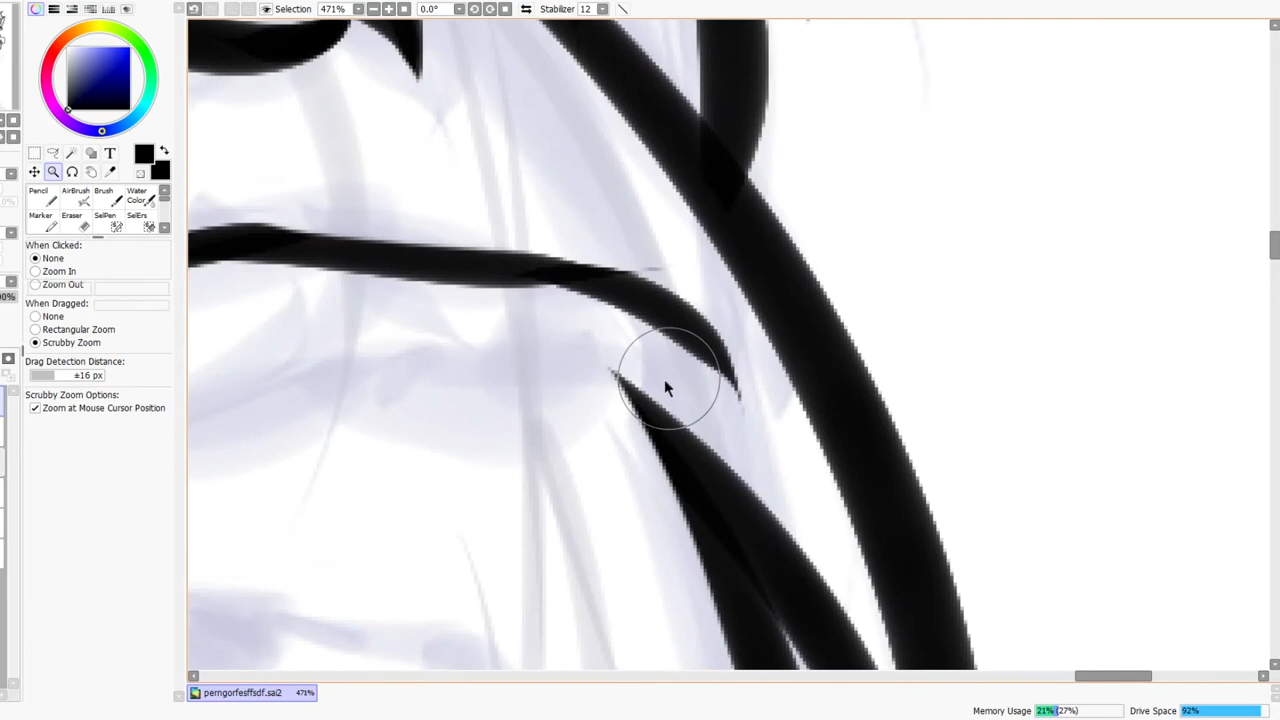 Selection 471% 0.0° Stabilizer 12
T
Pencil AirBrush Brush Water Color
Marker Eraser SelPen SelErs
When Clicked:
None
Zoom In
Zoom Out
When Dragged:
None
Rectangular Zoom
Scrubby Zoom
Drag Detection Distance:
±16 px
Scrubby Zoom Options:
Zoom at Mouse Cursor Position
perngorfesffsdf.sai2 471%
Memory Usage 21% (27%) Drive Space 92%